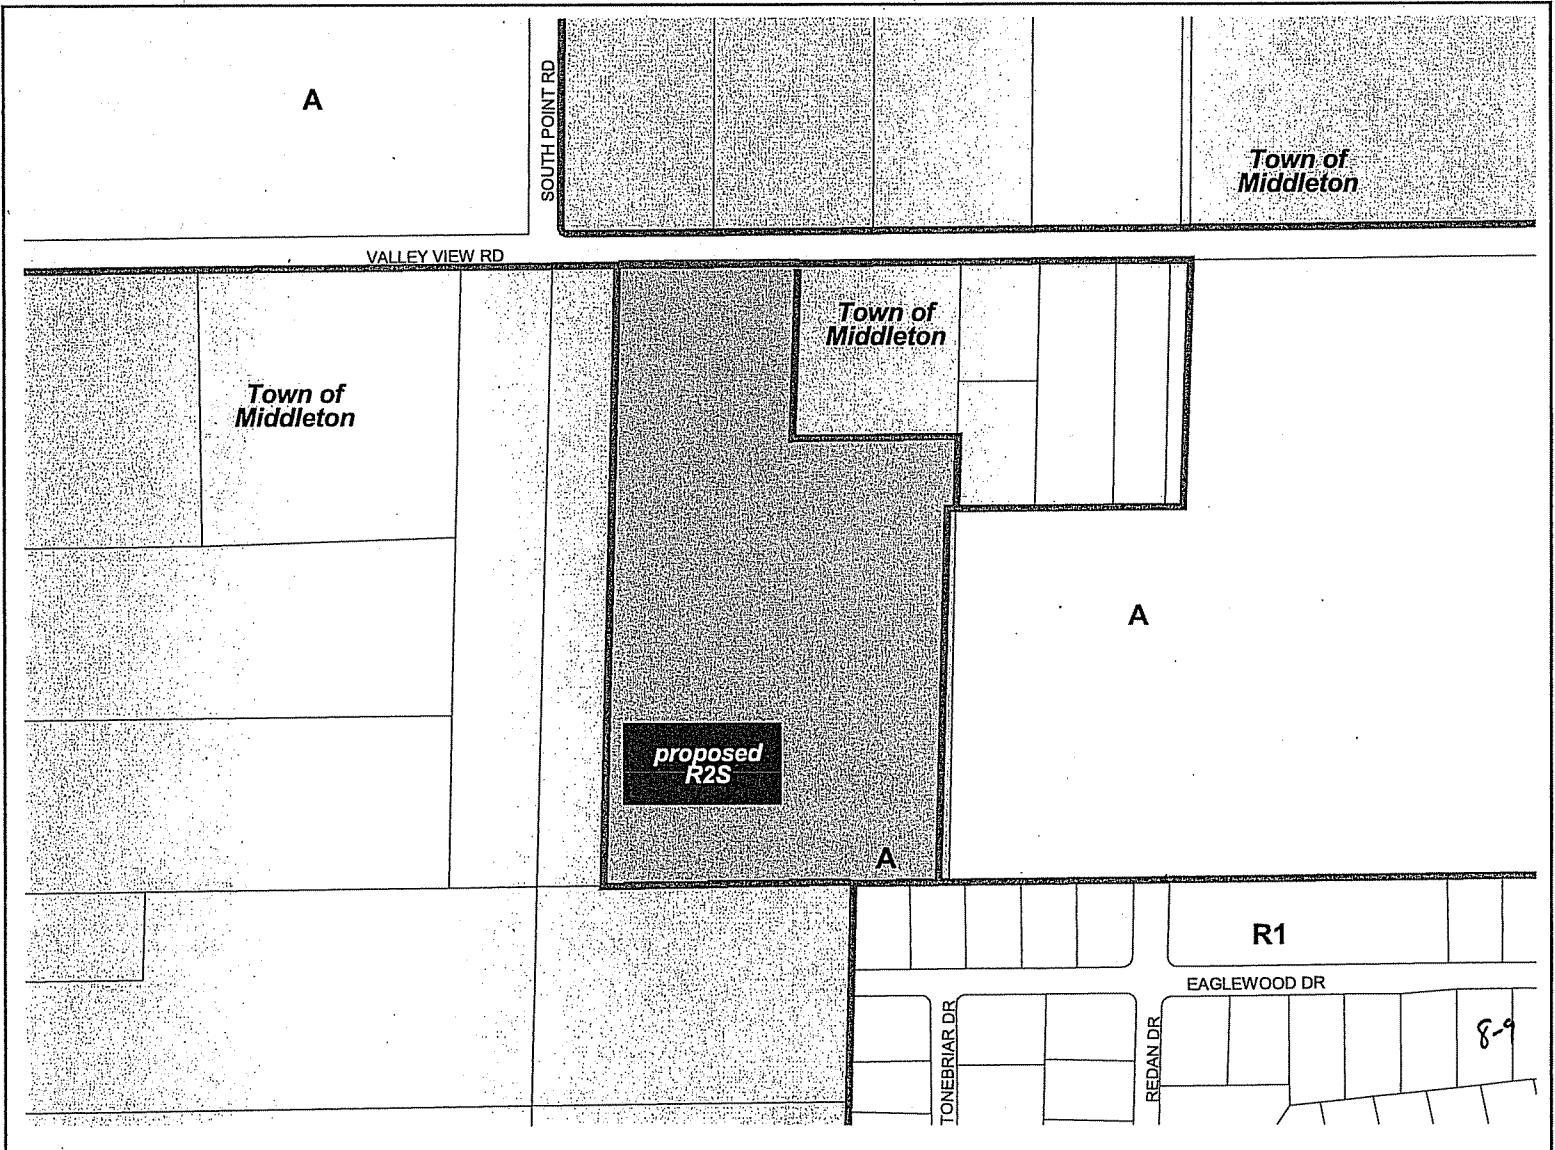 A
SOUTH POINT RD
Town of
Middleton
VALLEY VIEW RD
Town of
Middleton
Town of
Middleton
A
proposed
R2S
A
R1
EAGLEWOOD DR
TONEBRIAR DR
REDAN DR
8-9